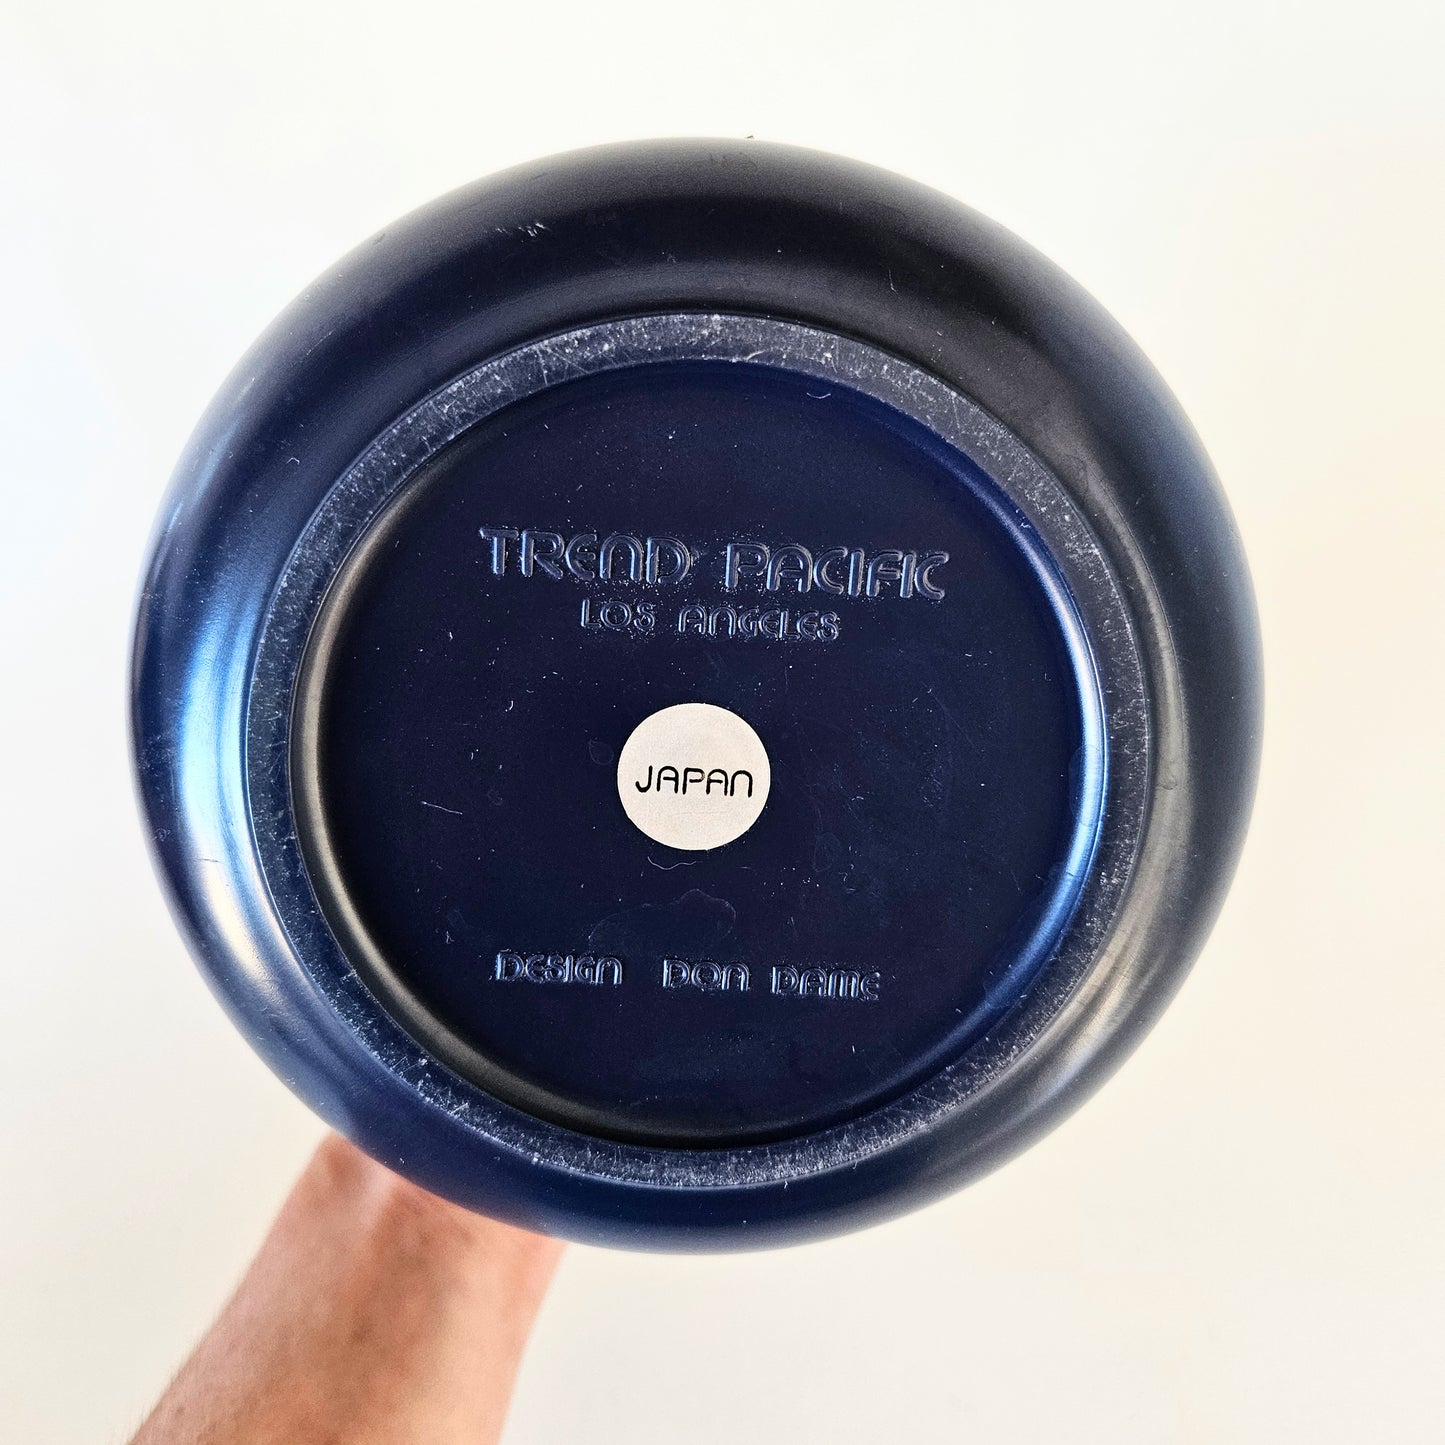 TREND PACIFIC
LOS ANGELES
JAPAN
DESIGN DON DAME